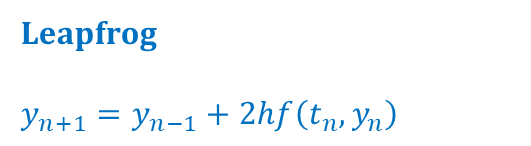 Leapfrog
yₙ₊₁ = yₙ₋₁ + 2hf(tₙ, yₙ)